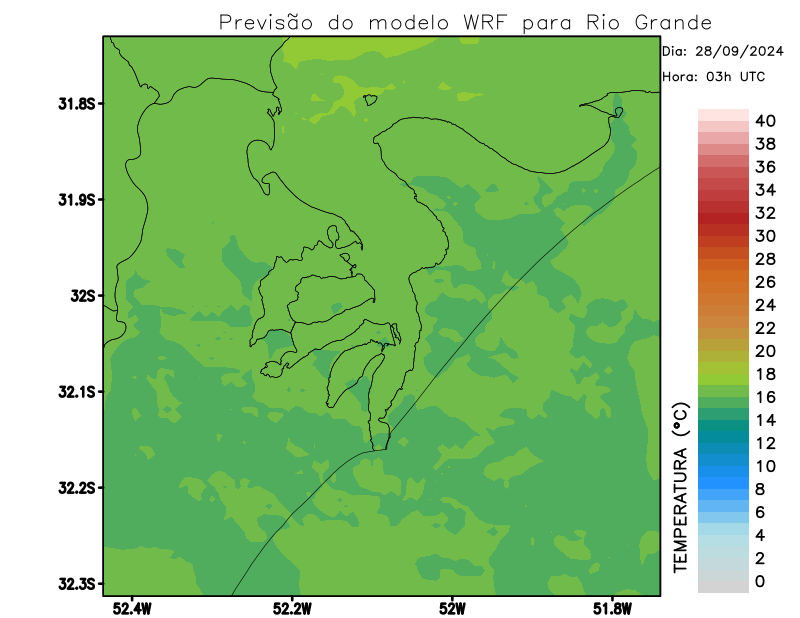 Previsão do modelo WRF para Rio Grande
Dia: 28/09/2024
Hora: 03h UTC
31.8S
31.9S
32S
32.1S
32.2S
32.3S
52.4W
52.2W
52W
51.8W
TEMPERATURA (°C)
40
38
36
34
32
30
28
26
24
22
20
18
16
14
12
10
8
6
4
2
0